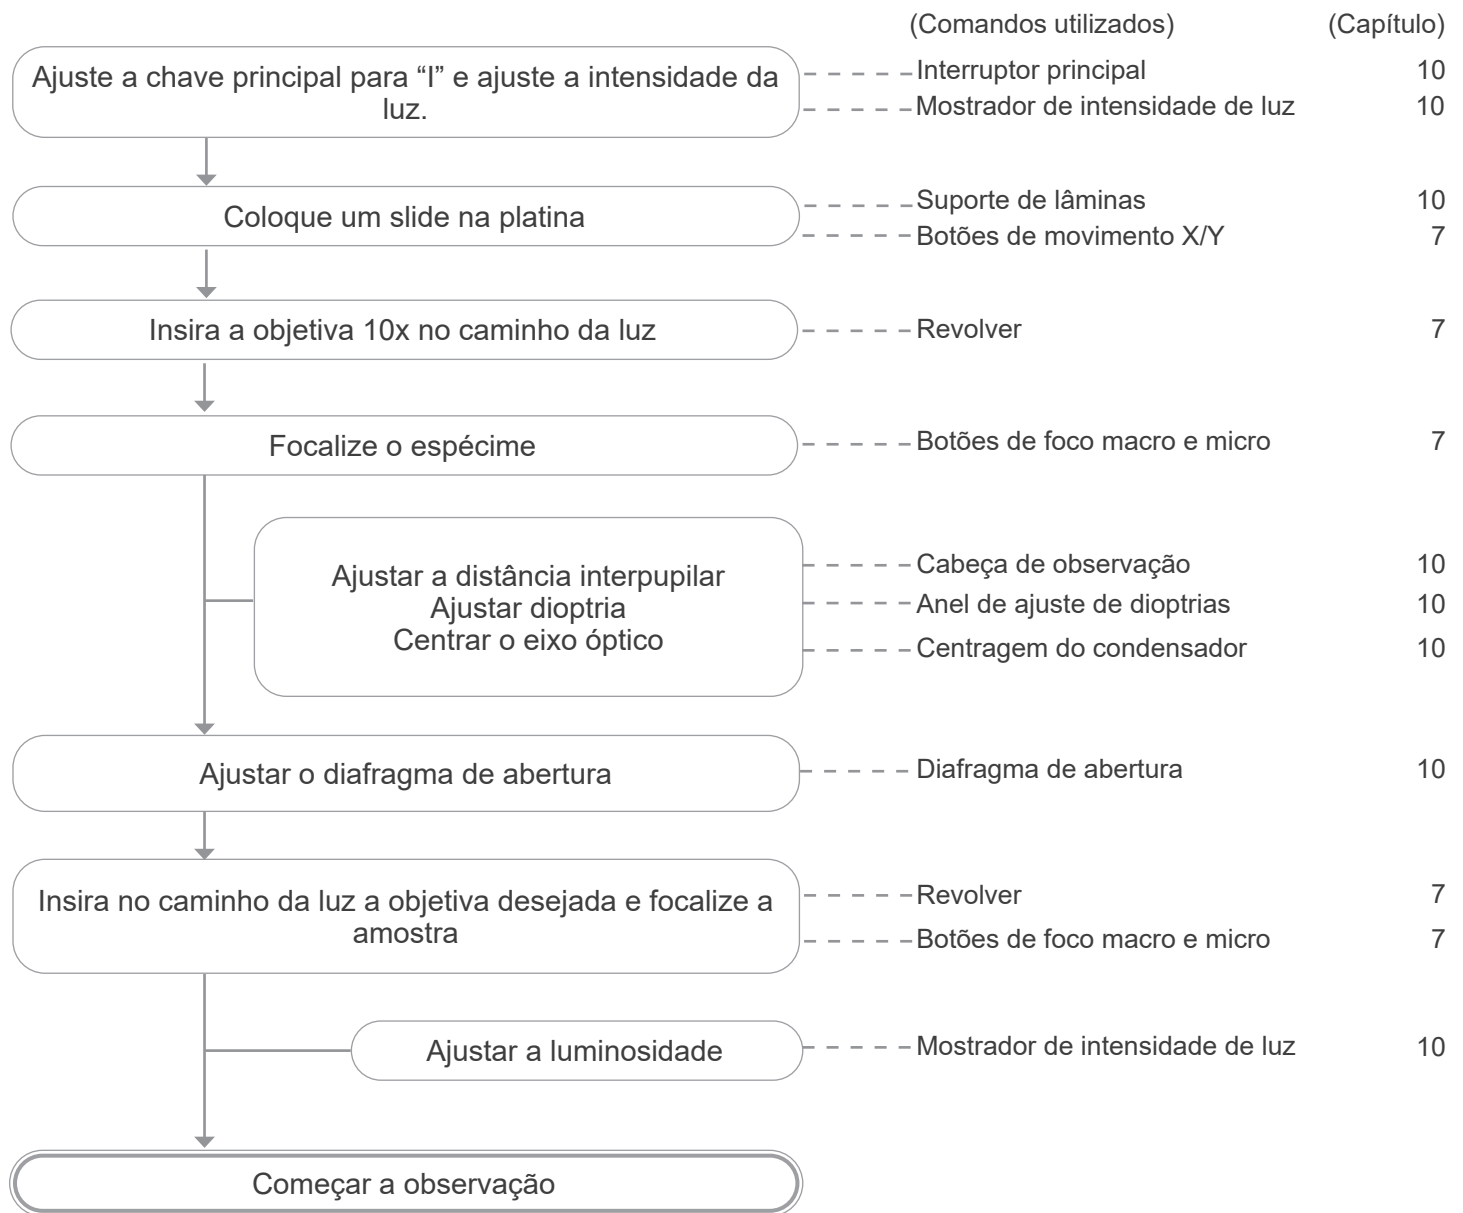 (Comandos utilizados) (Capítulo)
Ajuste a chave principal para “I” e ajuste a intensidade da
luz.
Interruptor principal 10
Mostrador de intensidade de luz 10
Coloque um slide na platina
Suporte de lâminas 10
Botões de movimento X/Y 7
Insira a objetiva 10x no caminho da luz
Revolver 7
Focalize o espécime
Botões de foco macro e micro 7
Ajustar a distância interpupilar
Ajustar dioptria
Centrar o eixo óptico
Cabeça de observação 10
Anel de ajuste de dioptrias 10
Centragem do condensador 10
Ajustar o diafragma de abertura
Diafragma de abertura 10
Insira no caminho da luz a objetiva desejada e focalize a
amostra
Revolver 7
Botões de foco macro e micro 7
Ajustar a luminosidade
Mostrador de intensidade de luz 10
Começar a observação